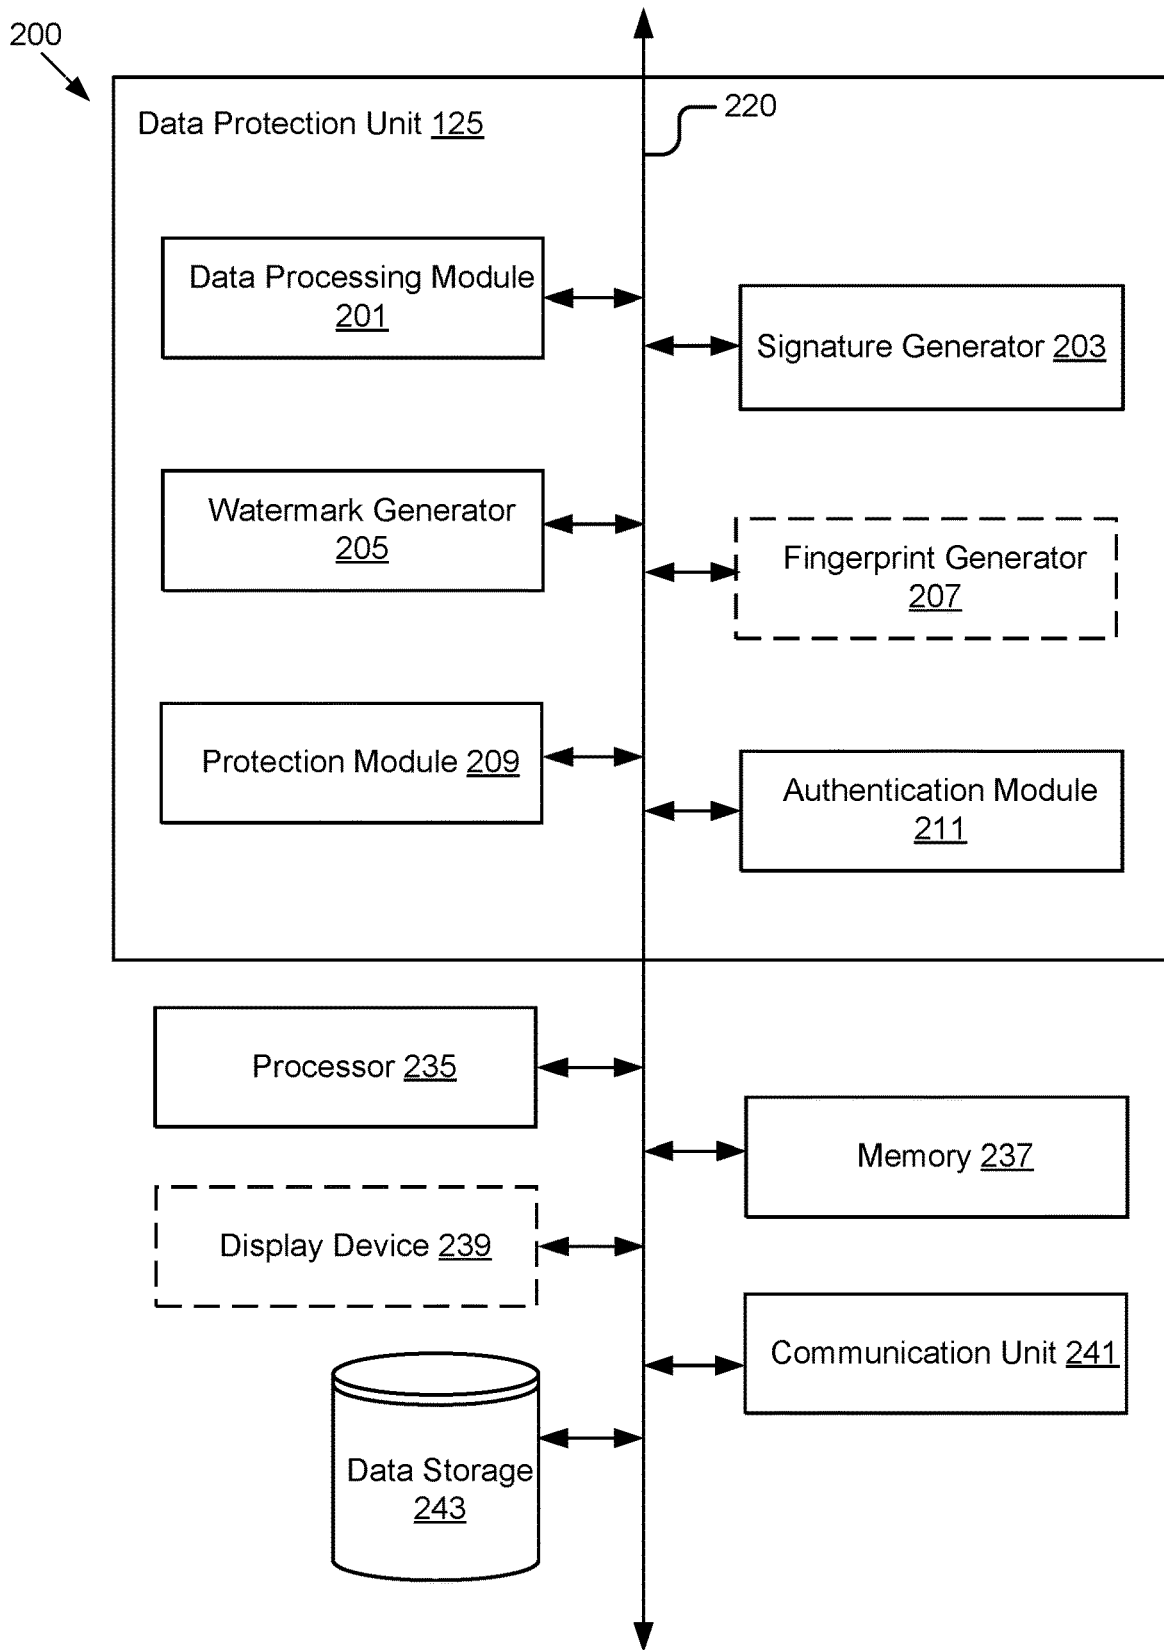 200
220
Data Protection Unit 125
Data Processing Module
201
Signature Generator 203
Watermark Generator
205
Fingerprint Generator
207
Protection Module 209
Authentication Module
211
Processor 235
Memory 237
Display Device 239
Communication Unit 241
Data Storage
243